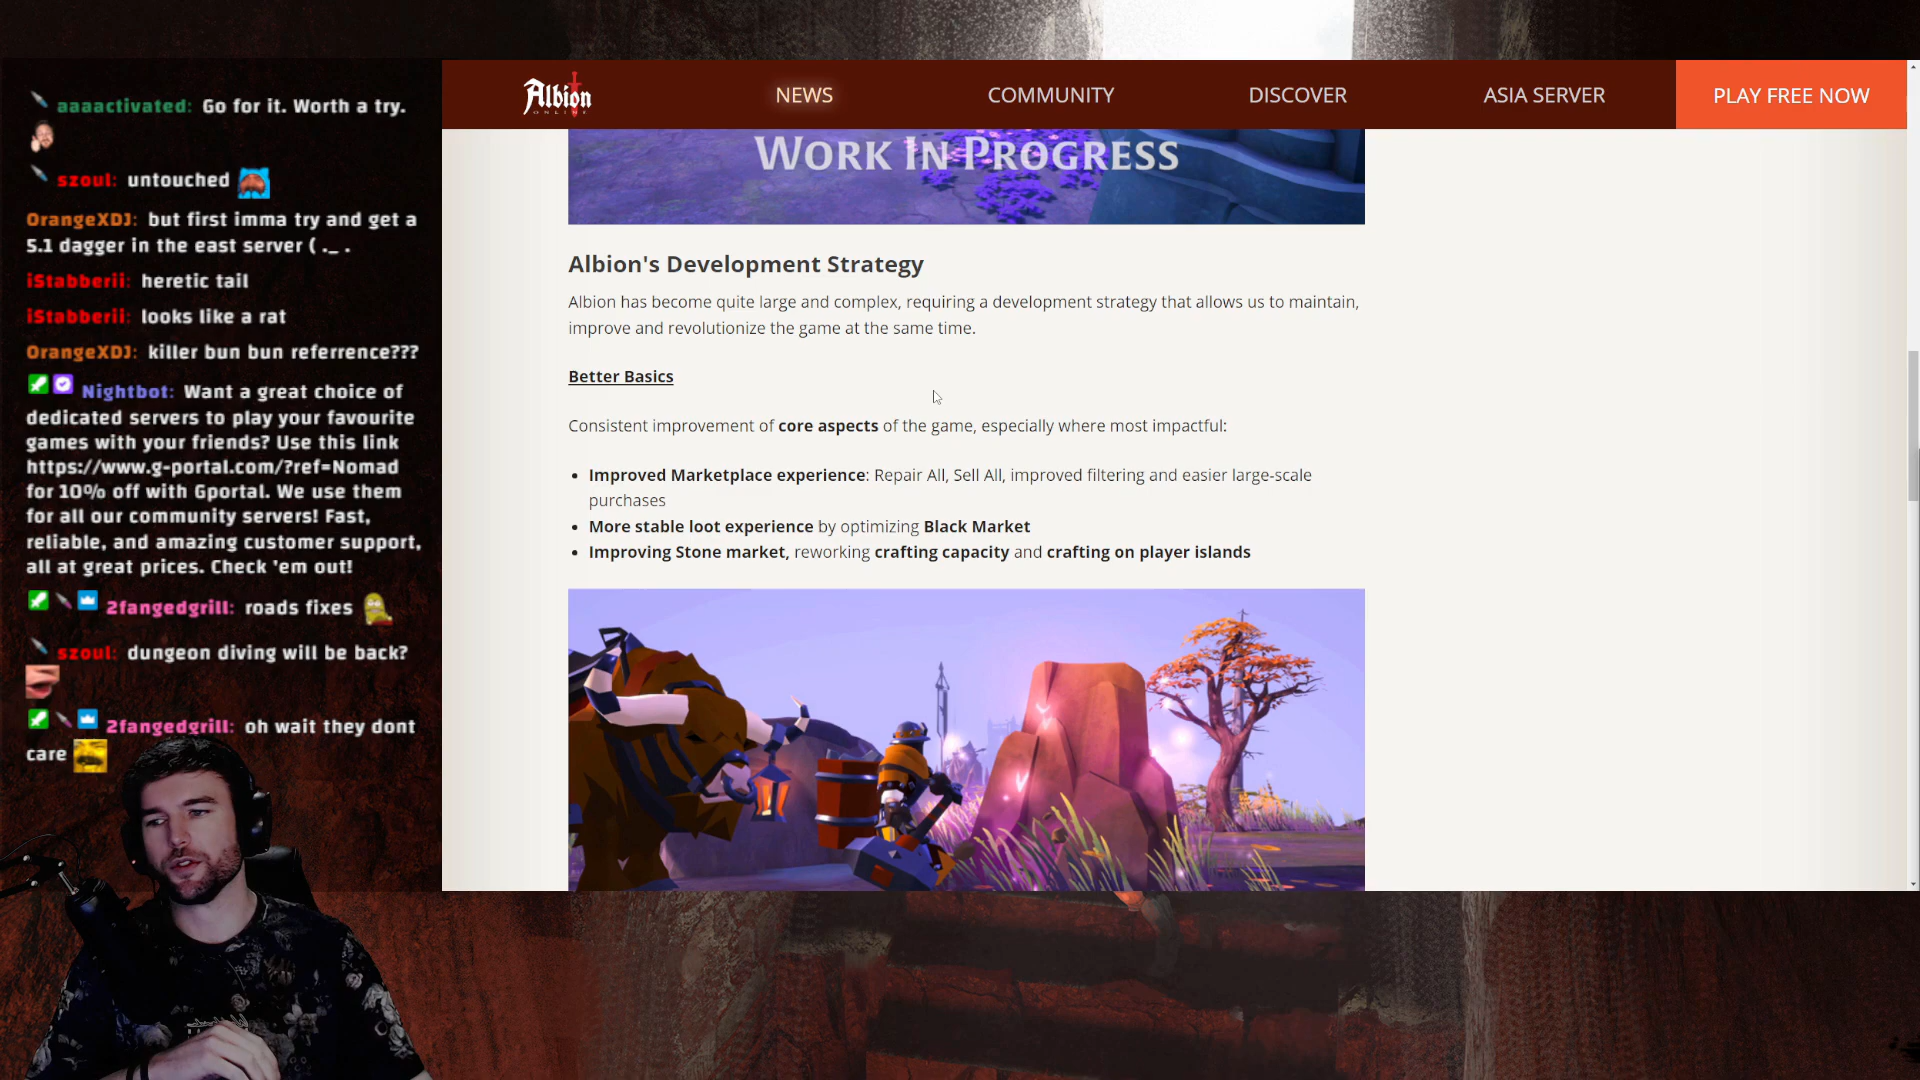 aaaactivated: Go for it. Worth a try.
szoul: untouched
OrangeXDJ: but first imma try and get a
5.1 dagger in the east server ( ._ .
iStabberii: heretic tail
iStabberii: looks like a rat
OrangeXDJ: killer bun bun referrence???
Nightbot: Want a great choice of
dedicated servers to play your favourite
games with your friends? Use this link
https://www.g-portal.com/?ref=Nomad
for 10% off with Gportal. We use them
for all our community servers! Fast,
reliable, and amazing customer support,
all at great prices. Check 'em out!
2fangedgrill: roads fixes
szoul: dungeon diving will be back?
2fangedgrill: oh wait they dont
care
Albion
ONLINE
NEWS
COMMUNITY
DISCOVER
ASIA SERVER
PLAY FREE NOW
WORK IN PROGRESS
Albion's Development Strategy
Albion has become quite large and complex, requiring a development strategy that allows us to maintain,
improve and revolutionize the game at the same time.
Better Basics
Consistent improvement of core aspects of the game, especially where most impactful:
• Improved Marketplace experience: Repair All, Sell All, improved filtering and easier large-scale
purchases
• More stable loot experience by optimizing Black Market
• Improving Stone market, reworking crafting capacity and crafting on player islands